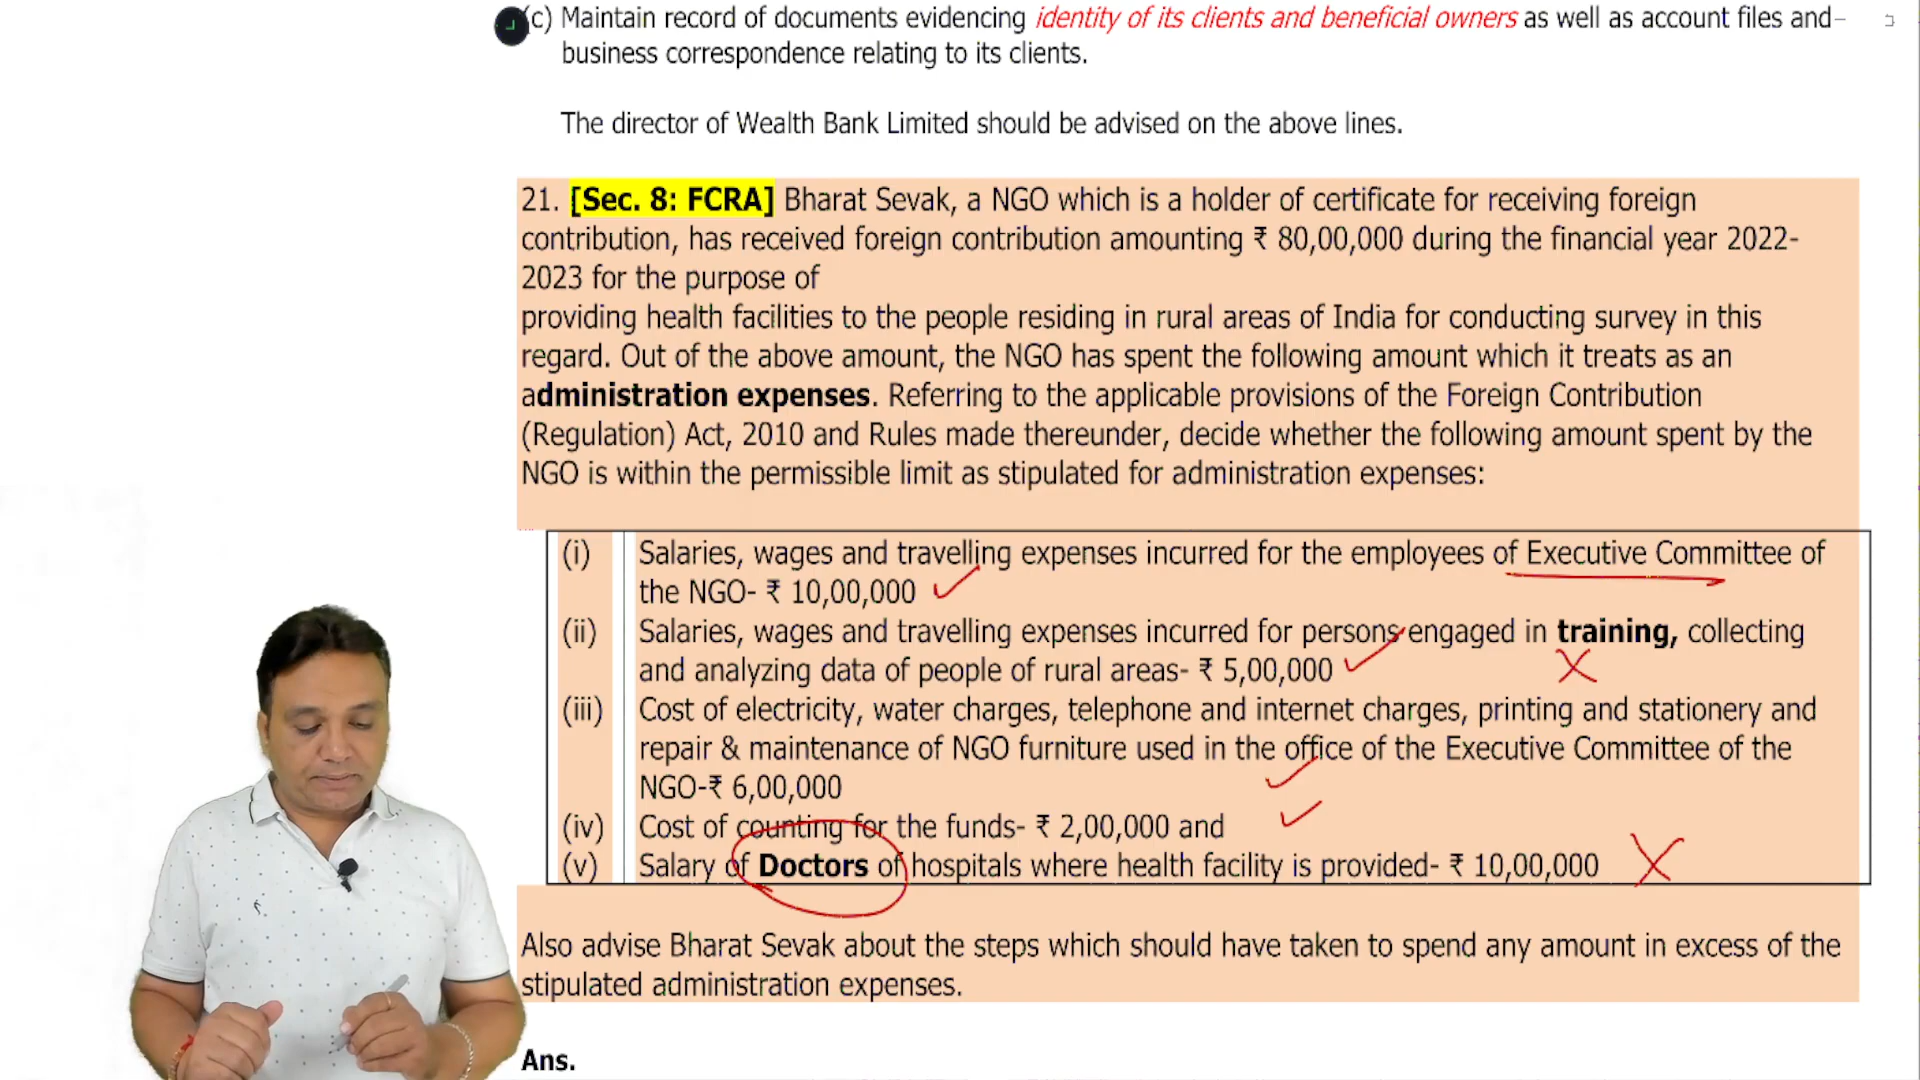 (c) Maintain record of documents evidencing identity of its clients and beneficial owners as well as account files and
business correspondence relating to its clients.
The director of Wealth Bank Limited should be advised on the above lines.
21. [Sec. 8: FCRA] Bharat Sevak, a NGO which is a holder of certificate for receiving foreign
contribution, has received foreign contribution amounting ₹ 80,00,000 during the financial year 2022-
2023 for the purpose of
providing health facilities to the people residing in rural areas of India for conducting survey in this
regard. Out of the above amount, the NGO has spent the following amount which it treats as an
administration expenses. Referring to the applicable provisions of the Foreign Contribution
(Regulation) Act, 2010 and Rules made thereunder, decide whether the following amount spent by the
NGO is within the permissible limit as stipulated for administration expenses:
(i) Salaries, wages and travelling expenses incurred for the employees of Executive Committee of
the NGO- ₹ 10,00,000
(ii) Salaries, wages and travelling expenses incurred for persons engaged in training, collecting
and analyzing data of people of rural areas- ₹ 5,00,000
(iii) Cost of electricity, water charges, telephone and internet charges, printing and stationery and
repair & maintenance of NGO furniture used in the office of the Executive Committee of the
NGO-₹ 6,00,000
(iv) Cost of counting for the funds- ₹ 2,00,000 and
(v) Salary of Doctors of hospitals where health facility is provided- ₹ 10,00,000
Also advise Bharat Sevak about the steps which should have taken to spend any amount in excess of the
stipulated administration expenses.
Ans.